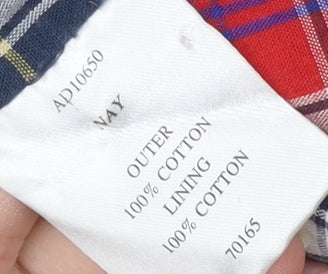 AD10650
NAY
OUTER
100% COTTON
LINING
100% COTTON
70165